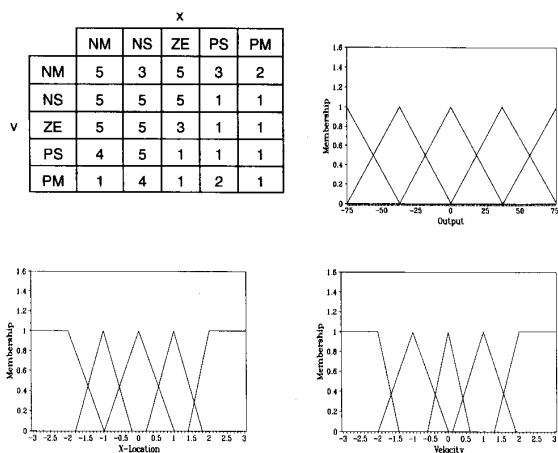 X
NM NS ZE PS PM
NM 5 3 5 3 2
NS 5 5 5 1 1
V ZE 5 5 3 1 1
PS 4 5 1 1 1
PM 1 4 1 2 1
1.6
1.4
1.2
1
0.8
0.6
0.4
0.2
0
Membership
-75 -50 -25 0 25 50 75
Output
1.6
1.4
1.2
1
0.8
0.6
0.4
0.2
0
Membership
-3 -2.5 -2 -1.5 -1 -0.5 0 0.5 1 1.5 2 2.5 3
X-Location
1.6
1.4
1.2
1
0.8
0.6
0.4
0.2
0
Membership
-3 -2.5 -2 -1.5 -1 -0.5 0 0.5 1 1.5 2 2.5 3
Velocity